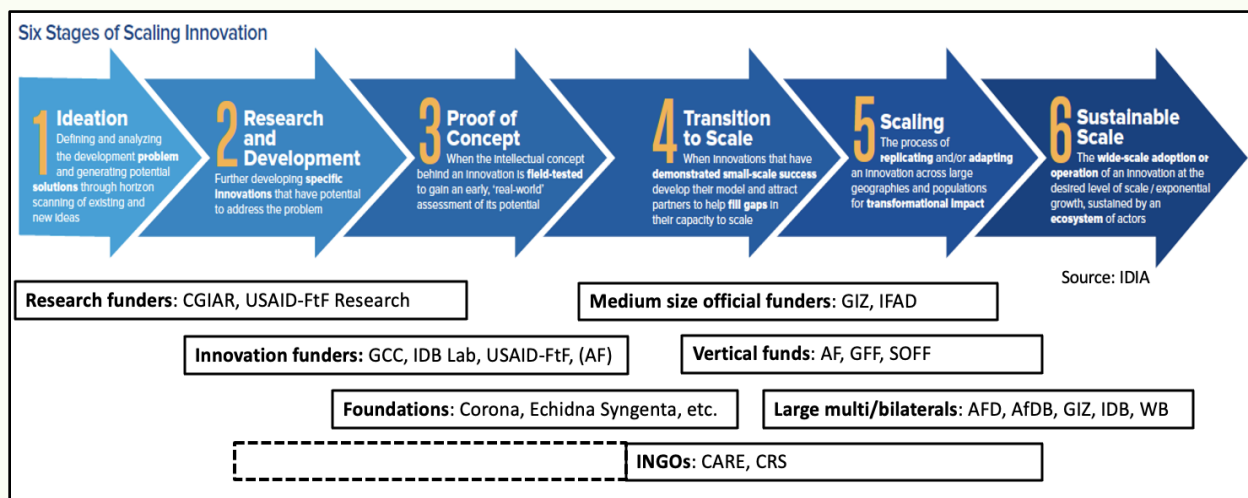 Six Stages of Scaling Innovation
1 Ideation
Defining and analyzing
the development problem
and generating potential
solutions through horizon
scanning of existing and
new ideas
2 Research
and
Development
Further developing specific
innovations that have potential
to address the problem
3 Proof of
Concept
When the intellectual concept
behind an innovation is field-tested
to gain an early, 'real-world'
assessment of its potential
4 Transition
to Scale
When innovations that have
demonstrated small-scale success
develop their model and attract
partners to help fill gaps in
their capacity to scale
5 Scaling
The process of
replicating and/or adapting
an innovation across large
geographies and populations
for transformational impact
6 Sustainable
Scale
The wide-scale adoption or
operation of an innovation at the
desired level of scale / exponential
growth, sustained by an
ecosystem of actors
Source: IDIA
Research funders: CGIAR, USAID-FtF Research
Medium size official funders: GIZ, IFAD
Innovation funders: GCC, IDB Lab, USAID-FtF, (AF)
Vertical funds: AF, GFF, SOFF
Foundations: Corona, Echidna Syngenta, etc.
Large multi/bilaterals: AFD, AfDB, GIZ, IDB, WB
INGOs: CARE, CRS